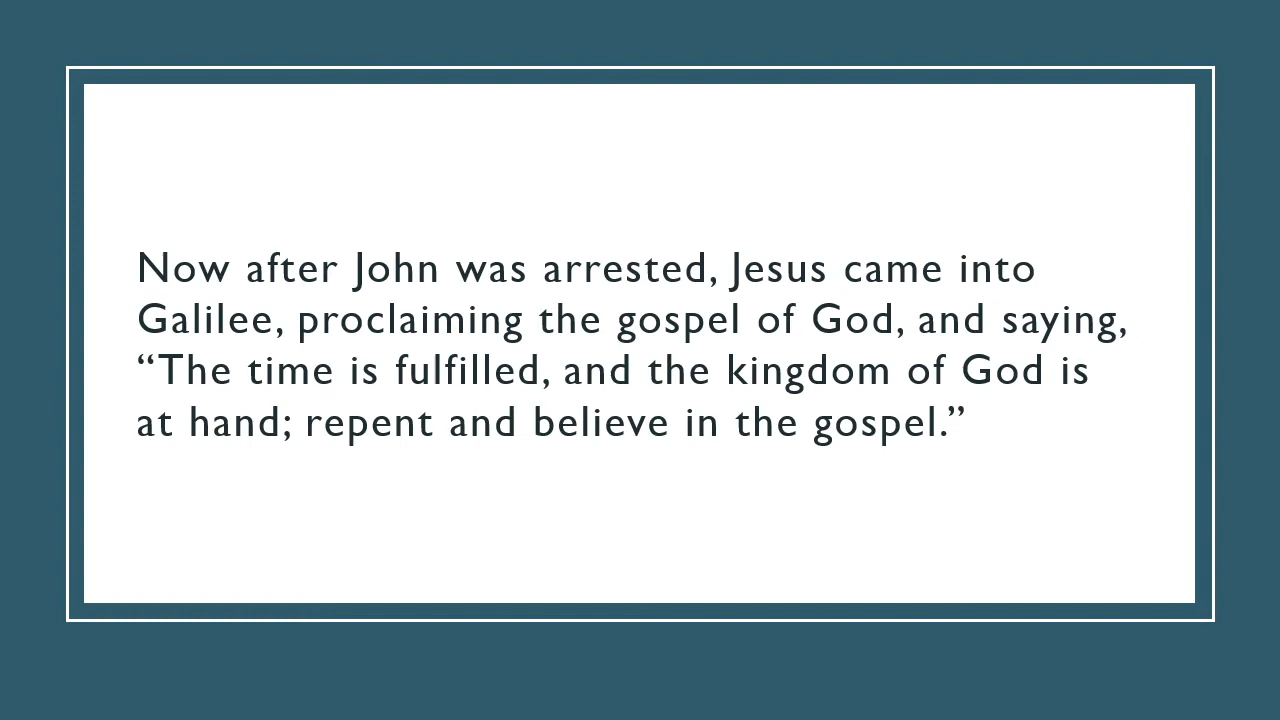 Now after John was arrested, Jesus came into
Galilee, proclaiming the gospel of God, and saying,
“The time is fulfilled, and the kingdom of God is
at hand; repent and believe in the gospel.”